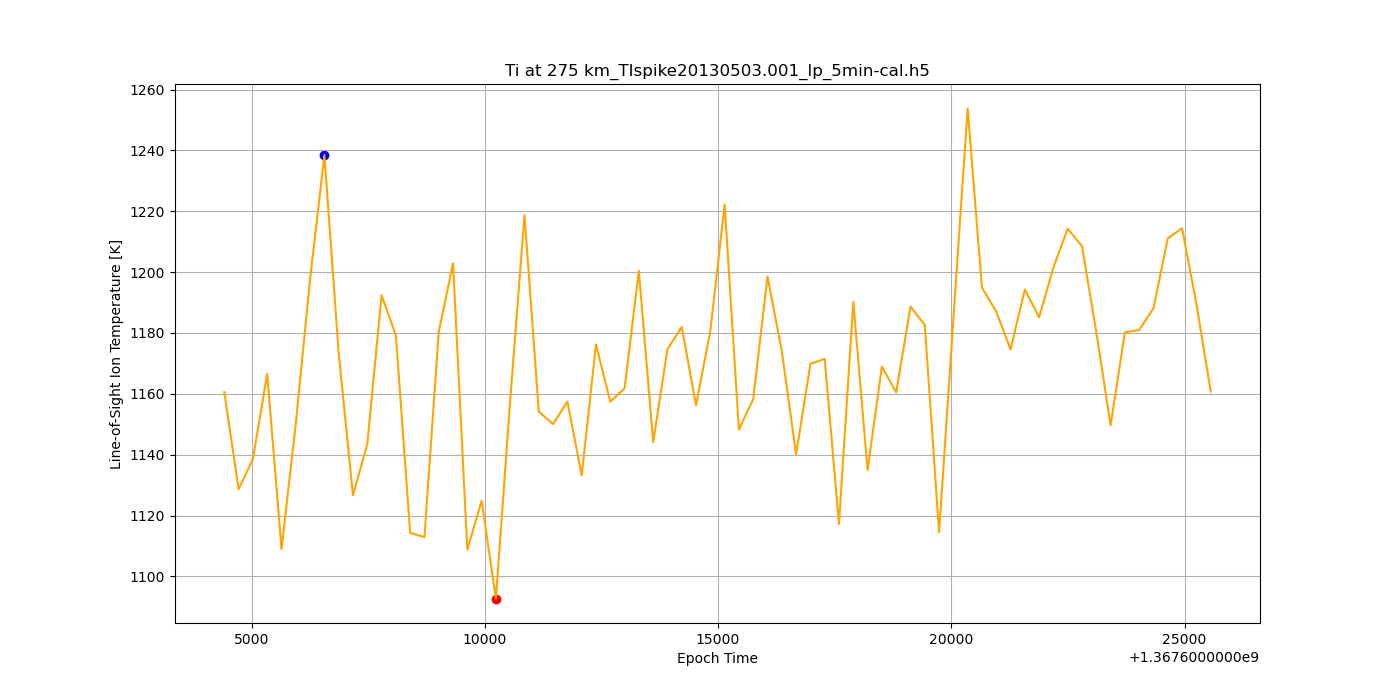 Ti at 275 km_TIspike20130503.001_lp_5min-cal.h5
Line-of-Sight Ion Temperature [K]
1260
1240
1220
1200
1180
1160
1140
1120
1100
5000 10000 15000 20000 25000
Epoch Time
+1.3676000000e9